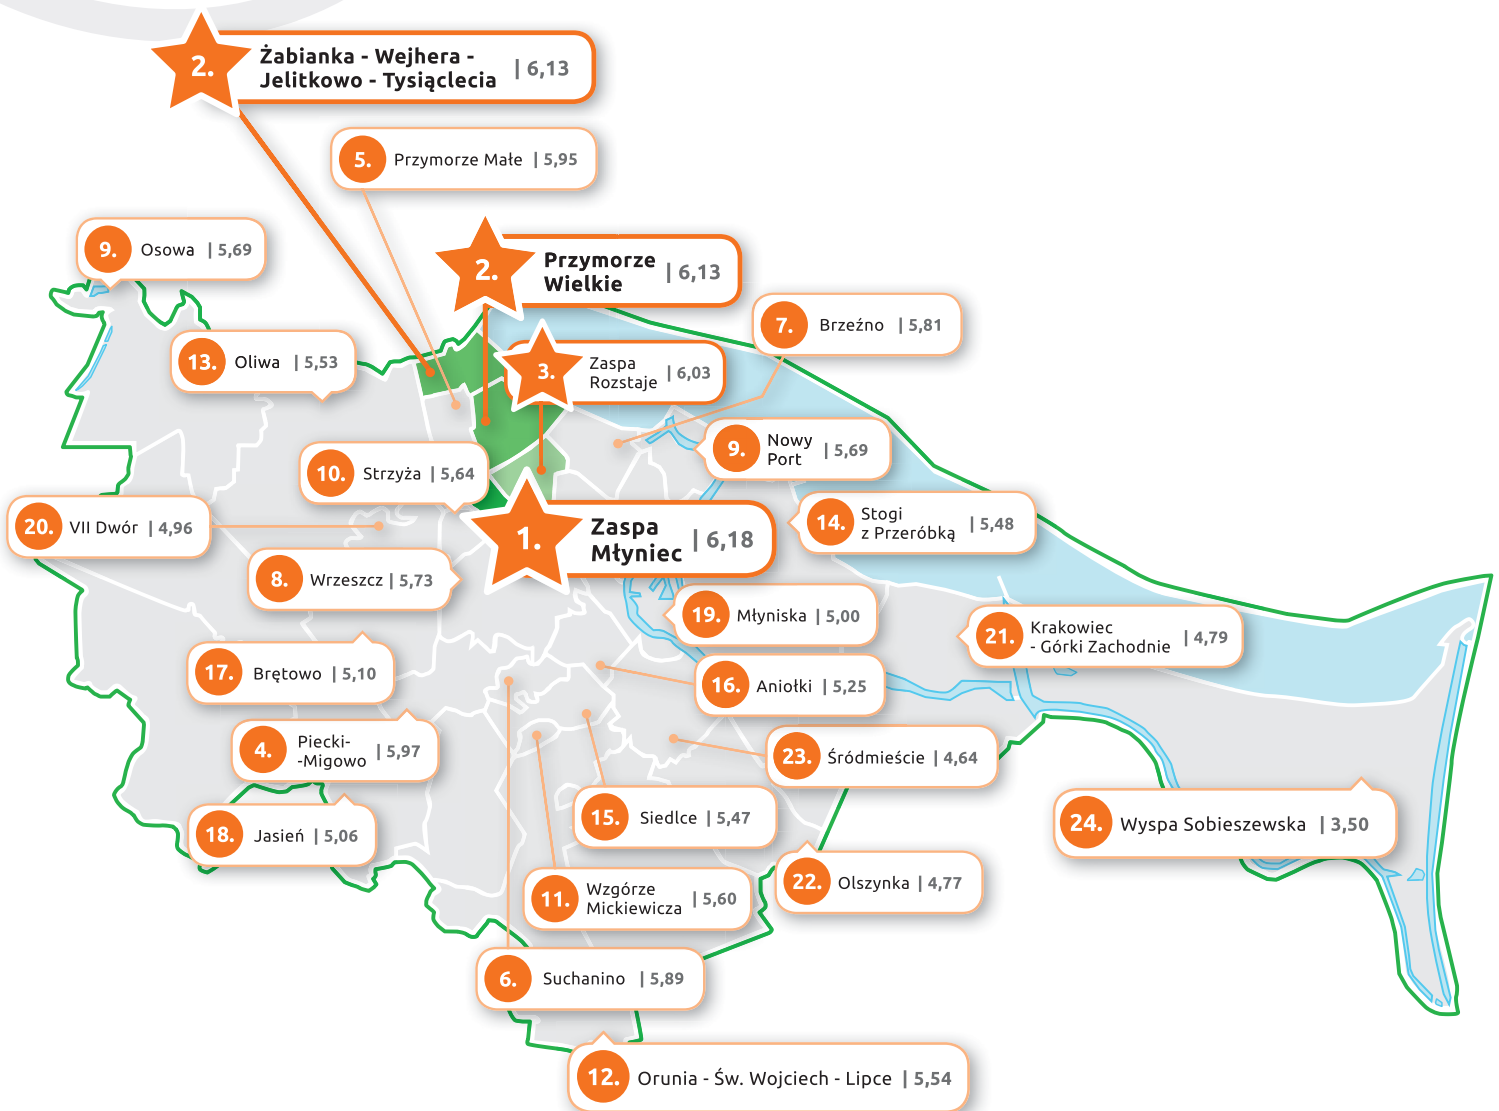 2. Żabianka - Wejhera -
Jelitkowo - Tysiąclecia | 6,13
5. Przymorze Małe | 5,95
9. Osowa | 5,69
2. Przymorze
Wielkie | 6,13
7. Brzeźno | 5,81
13. Oliwa | 5,53
3. Zaspa
Rozstaje | 6,03
9. Nowy
Port | 5,69
10. Strzyża | 5,64
14. Stogi
z Przeróbką | 5,48
20. VII Dwór | 4,96
1. Zaspa
Młyniec | 6,18
8. Wrzeszcz | 5,73
19. Młyniska | 5,00
21. Krakowiec
- Górki Zachodnie | 4,79
17. Brętowo | 5,10
16. Aniołki | 5,25
4. Piecki-
-Migowo | 5,97
23. Śródmieście | 4,64
15. Siedlce | 5,47
24. Wyspa Sobieszewska | 3,50
18. Jasień | 5,06
22. Olszynka | 4,77
11. Wzgórze
Mickiewicza | 5,60
6. Suchanino | 5,89
12. Orunia - Św. Wojciech - Lipce | 5,54